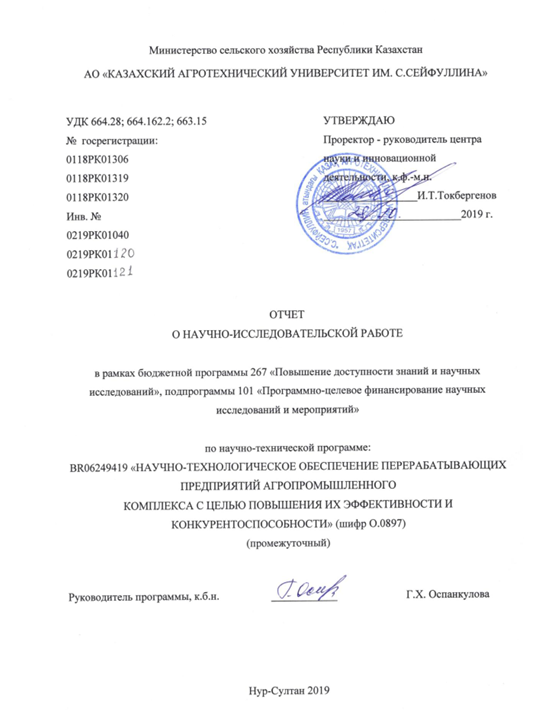 Министерство сельского хозяйства Республики Казахстан
АО «КАЗАХСКИЙ АГРОТЕХНИЧЕСКИЙ УНИВЕРСИТЕТ ИМ. С.СЕЙФУЛЛИНА»
УДК 664.28; 664.162.2; 663.15
№ госрегистрации:
0118РК01306
0118РК01319
0118РК01320
Инв. №
0219РК01040
0219РК01120
0219РК01121
УТВЕРЖДАЮ
Проректор - руководитель центра
науки и инновационной
деятельности, к.ф.-м.н.
И.Т.Токбергенов
2019 г.
ОТЧЕТ
О НАУЧНО-ИССЛЕДОВАТЕЛЬСКОЙ РАБОТЕ
в рамках бюджетной программы 267 «Повышение доступности знаний и научных
исследований», подпрограммы 101 «Программно-целевое финансирование научных
исследований и мероприятий»
по научно-технической программе:
BR06249419 «НАУЧНО-ТЕХНОЛОГИЧЕСКОЕ ОБЕСПЕЧЕНИЕ ПЕРЕРАБАТЫВАЮЩИХ
ПРЕДПРИЯТИЙ АГРОПРОМЫШЛЕННОГО
КОМПЛЕКСА С ЦЕЛЬЮ ПОВЫШЕНИЯ ИХ ЭФФЕКТИВНОСТИ И
КОНКУРЕНТОСПОСОБНОСТИ» (шифр О.0897)
(промежуточный)
Руководитель программы, к.б.н.
Г.Х. Оспанкулова
Нур-Султан 2019